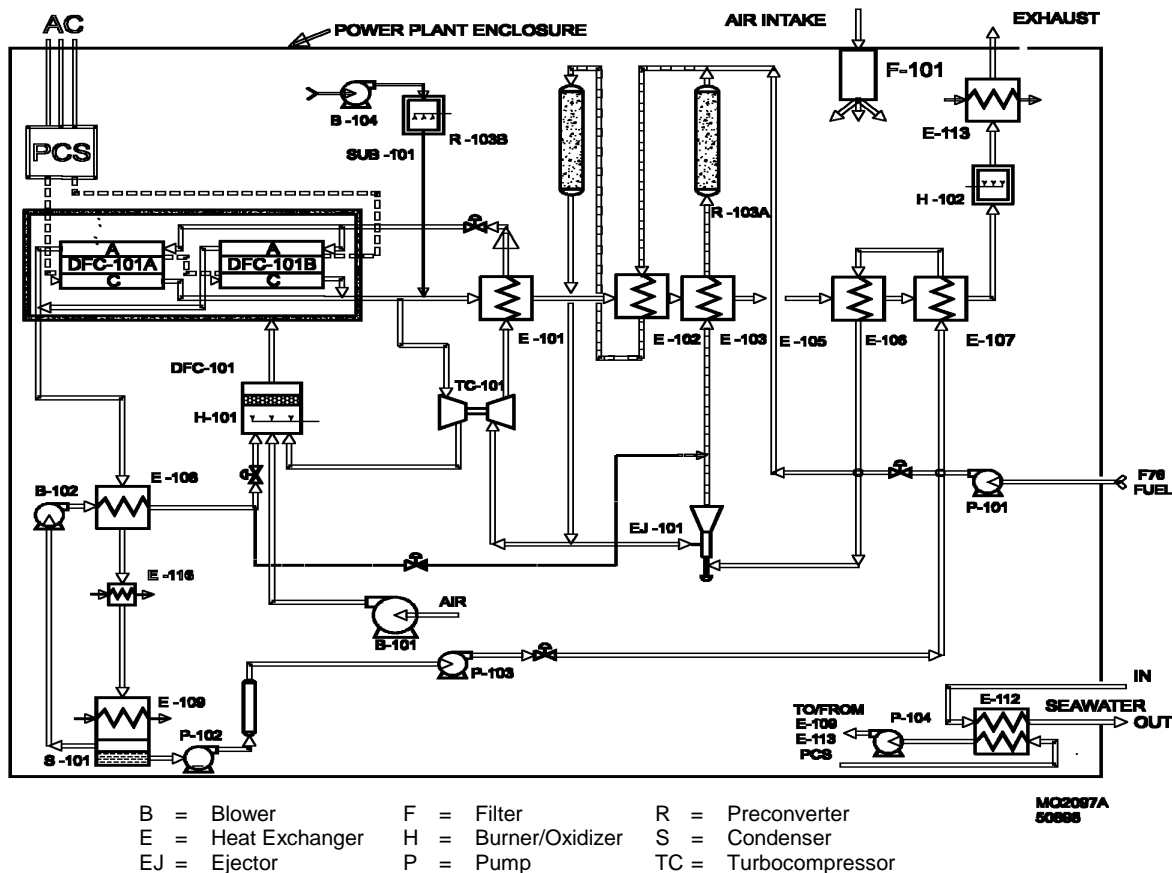 AC
POWER PLANT ENCLOSURE
AIR INTAKE
EXHAUST
F-101
B-104
R -103B
SUB -101
E-113
PCS
H-102
R -103A
A
DFC-101A
C
A
DFC-101B
C
E -101
E -102
E -103
E -105
E-106
E-107
DFC-101
TC-101
H-101
E -108
B-102
F76
FUEL
P-101
EJ -101
E -116
AIR
B-101
P-103
E -109
P-102
S -101
IN
E-112
SEAWATER
OUT
TO/FROM
E-109
E-113
PCS
P-104
MC2097A
50898
B = Blower F = Filter R = Preconverter
E = Heat Exchanger H = Burner/Oxidizer S = Condenser
EJ = Ejector P = Pump TC = Turbocompressor